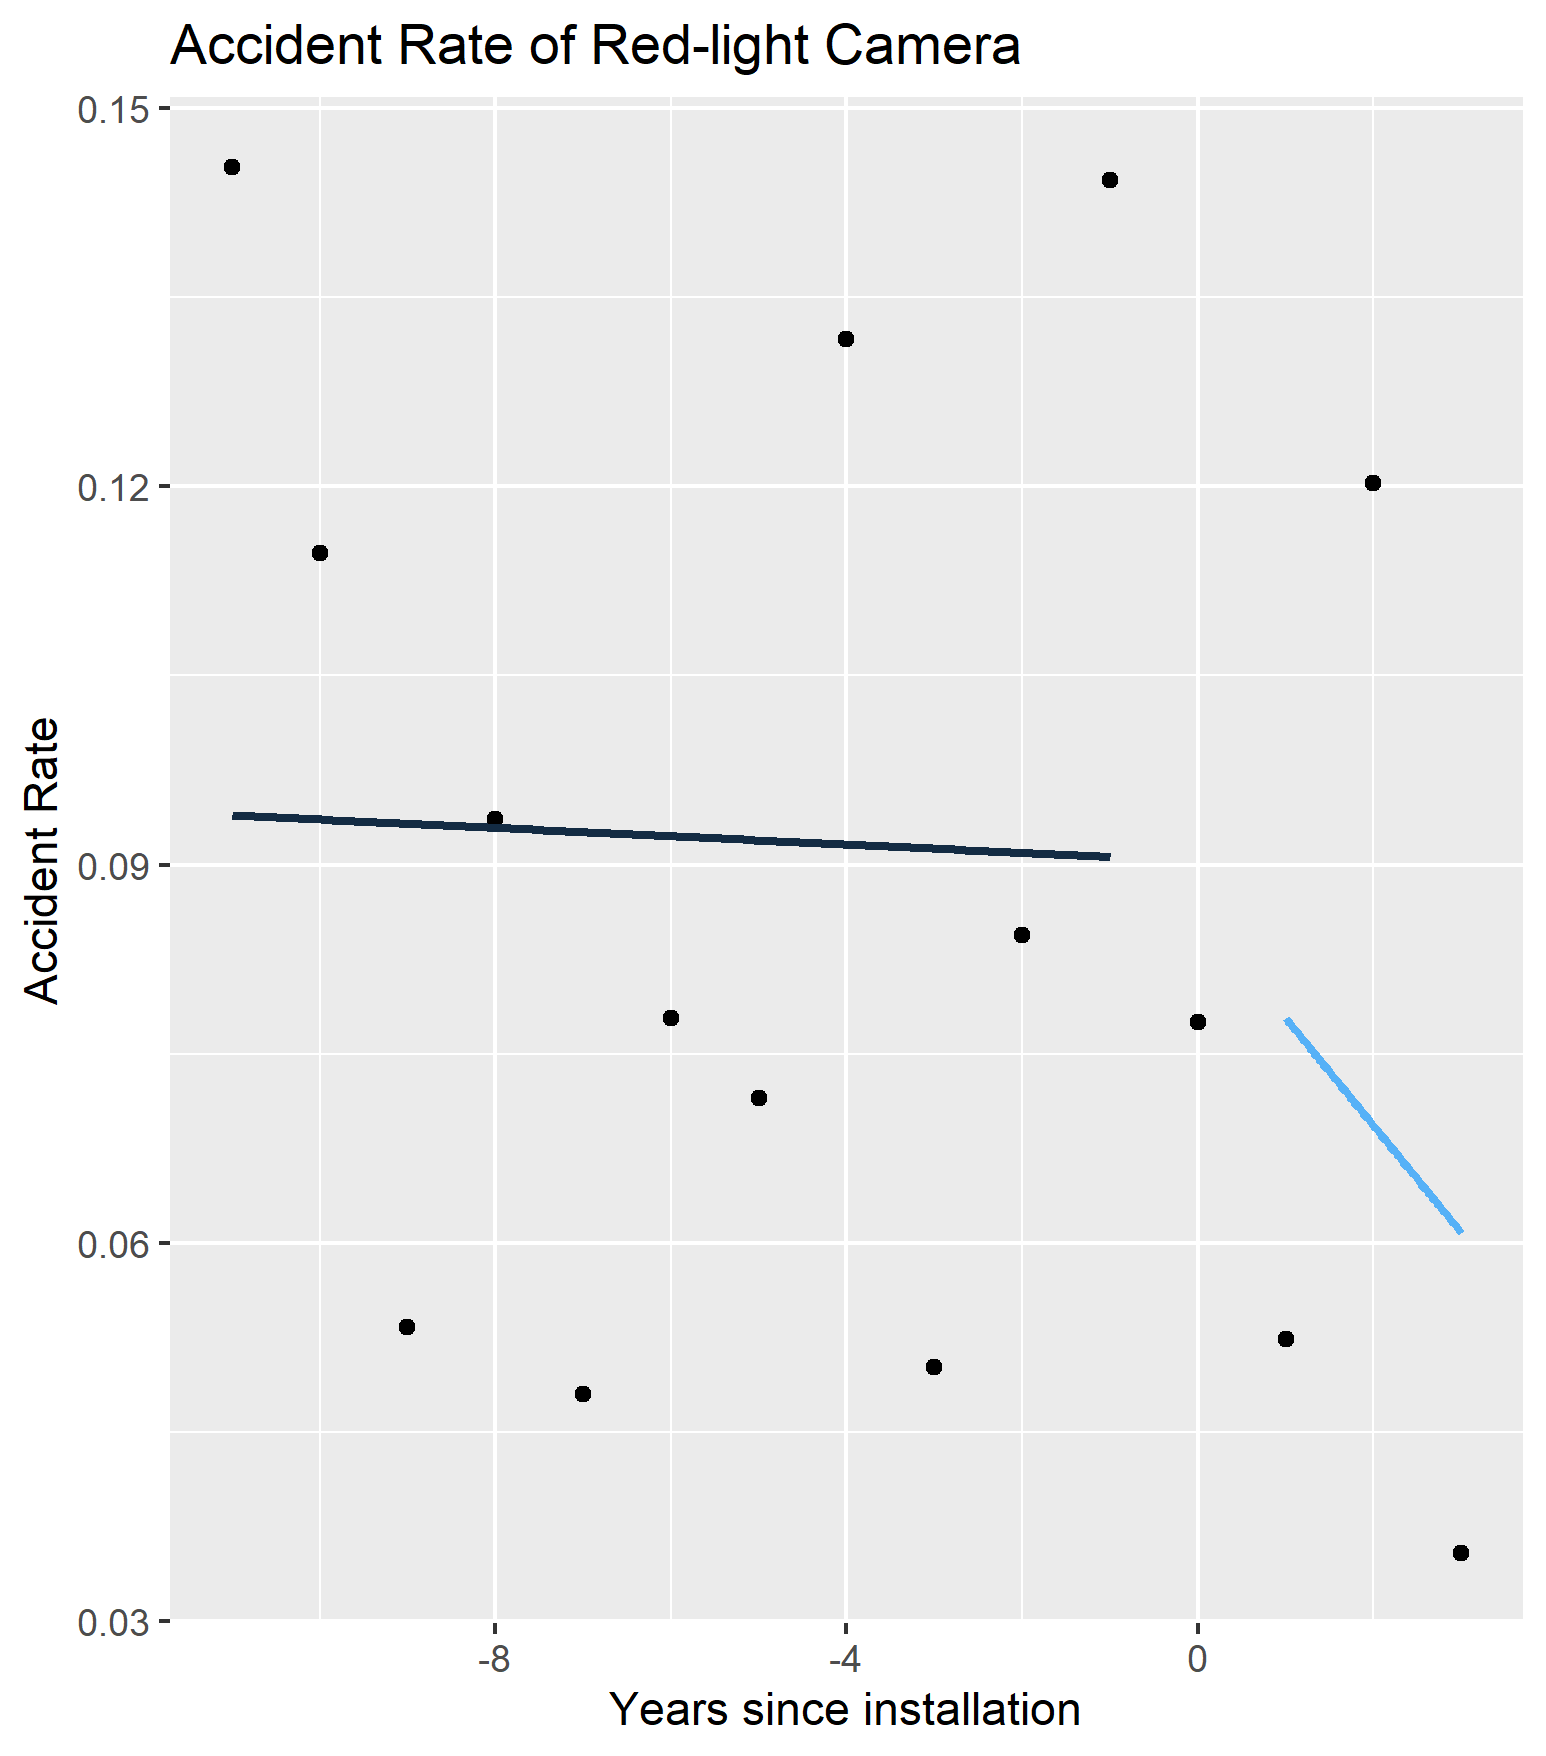 Accident Rate of Red-light Camera
0.15
0.12
0.09
0.06
0.03
Accident Rate
-8
-4
0
Years since installation